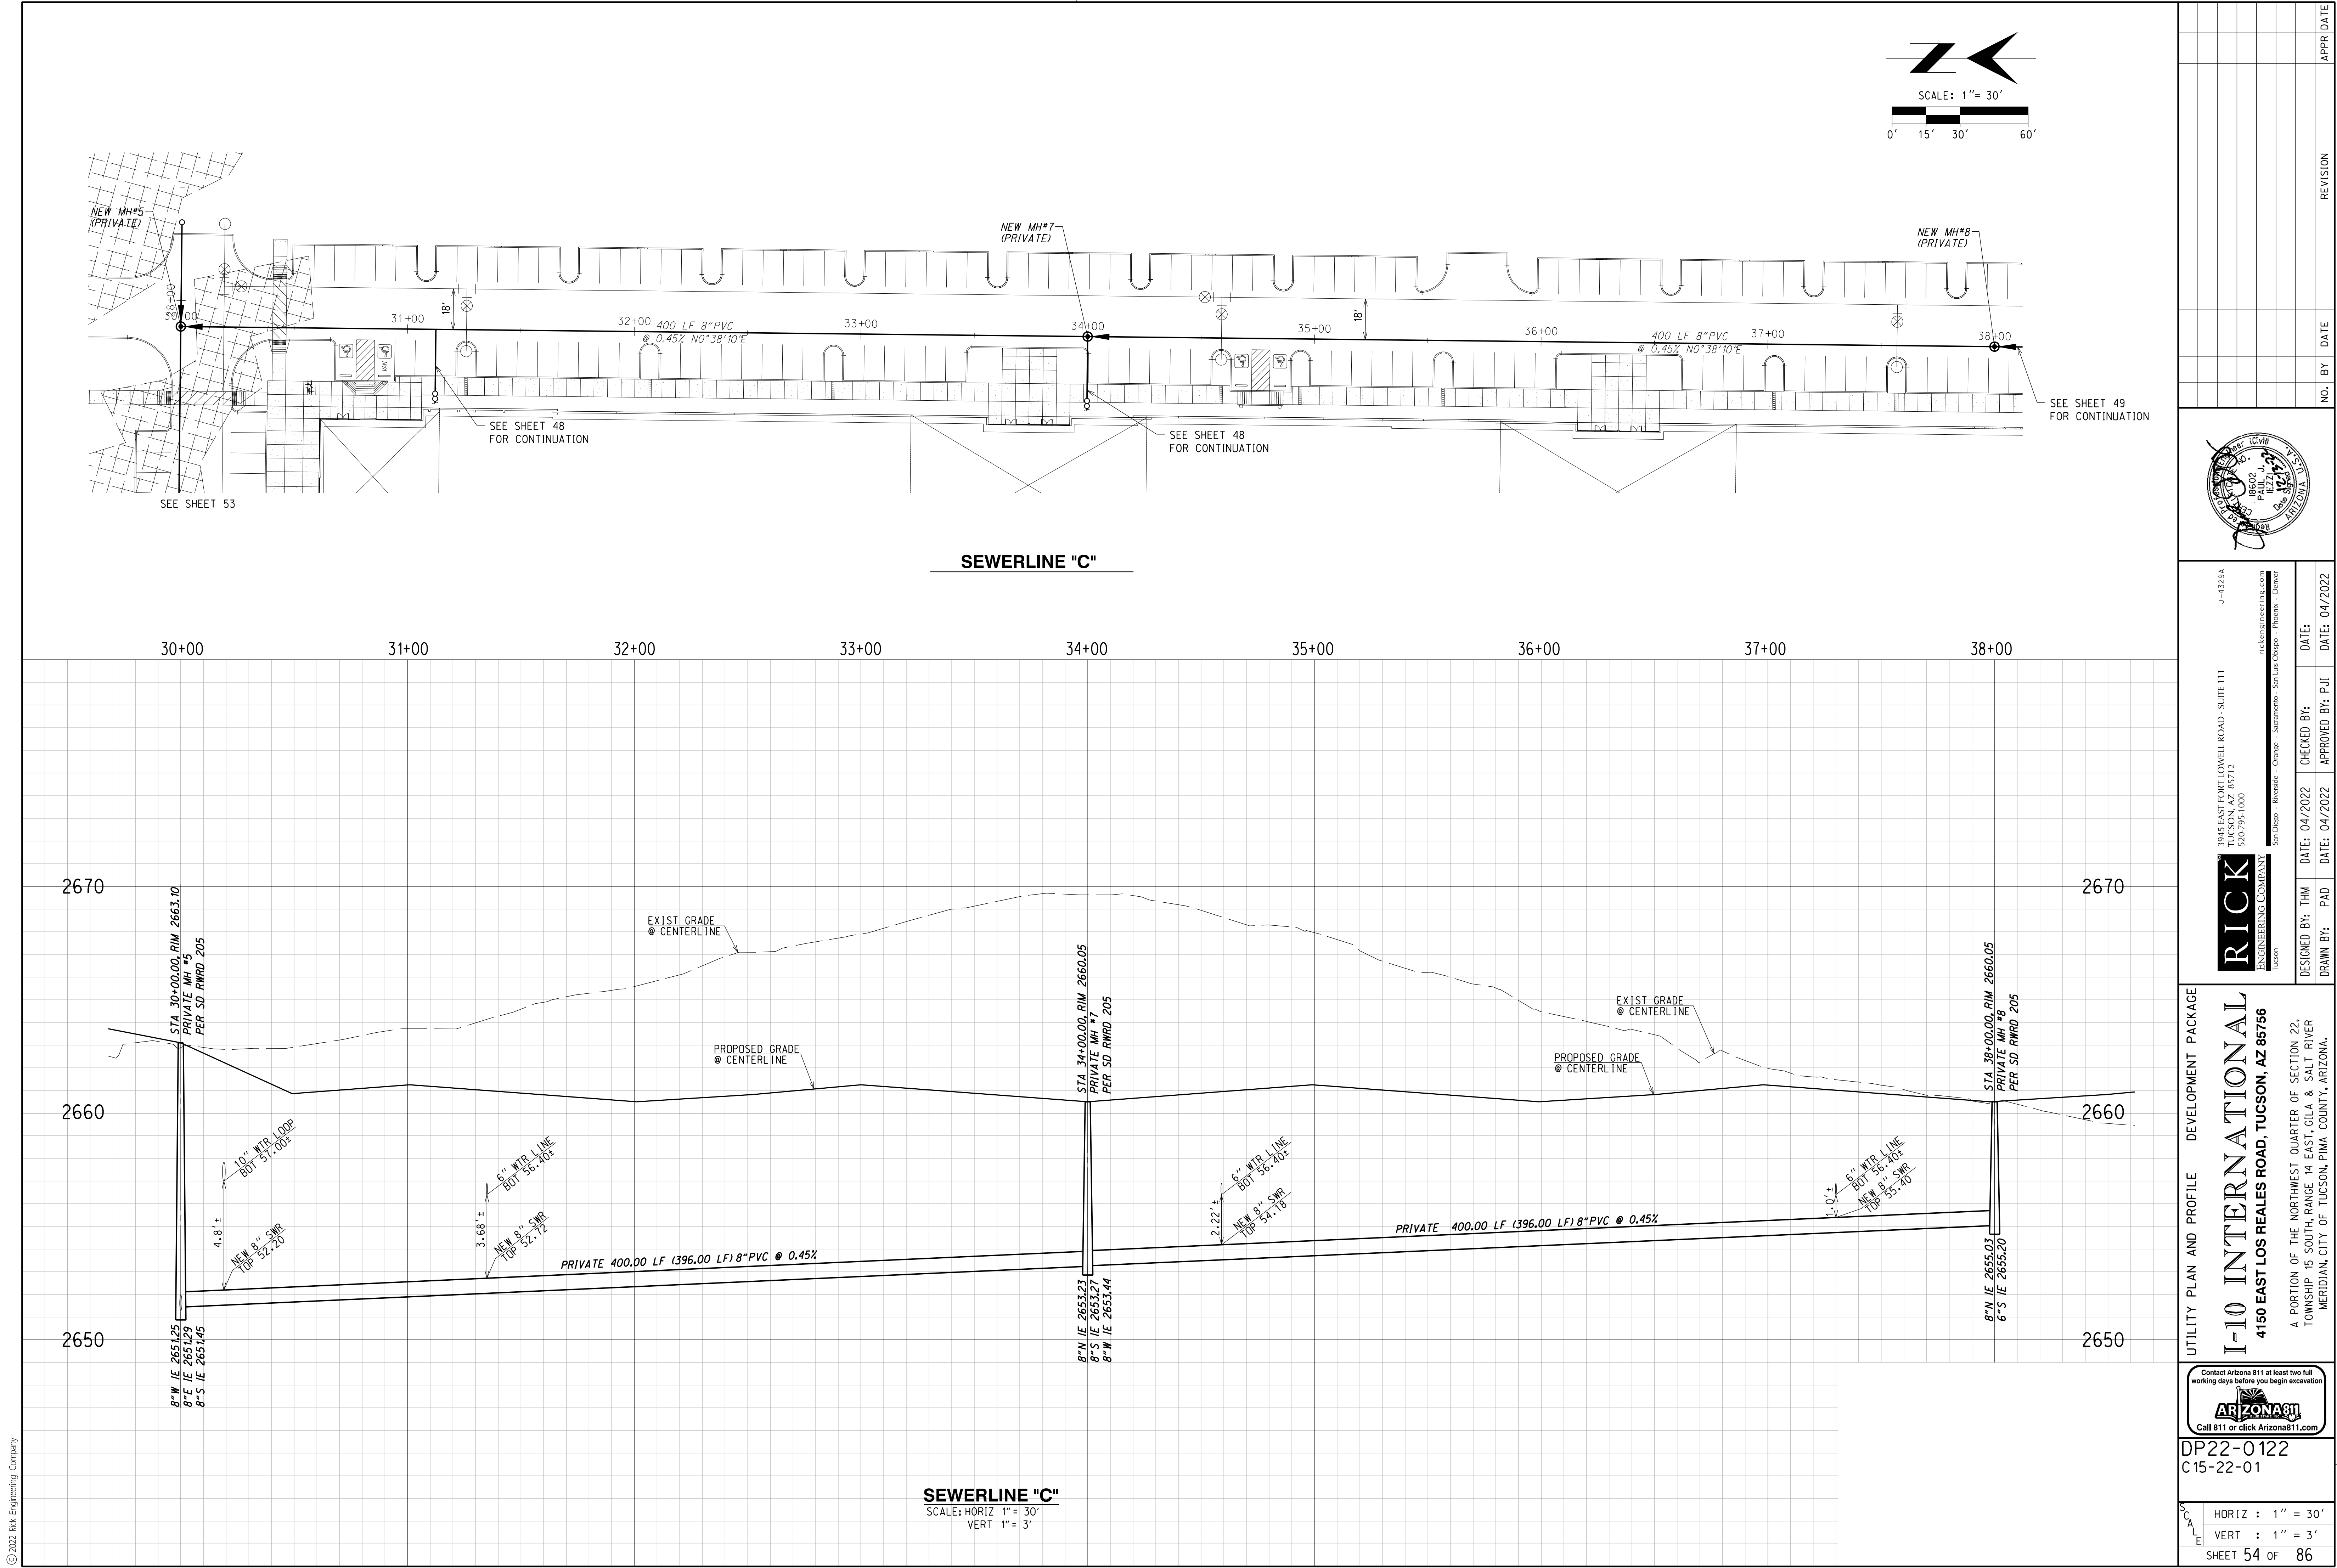 SCALE: 1"= 30'
0' 15' 30' 60'
NEW MH#5
(PRIVATE)
NEW MH#7
(PRIVATE)
NEW MH#8
(PRIVATE)
28+00
30+00
31+00
32+00
33+00
34+00
35+00
36+00
37+00
38+00
18'
18'
400 LF 8"PVC
@ 0.45% N0°38'10"E
400 LF 8"PVC
@ 0.45% N0°38'10"E
VAN
SEE SHEET 48
FOR CONTINUATION
SEE SHEET 48
FOR CONTINUATION
SEE SHEET 49
FOR CONTINUATION
SEE SHEET 53
SEWERLINE "C"
30+00 31+00 32+00 33+00 34+00 35+00 36+00 37+00 38+00
2670
2670
2660
2660
2650
2650
STA 30+00.00, RIM 2663.10
PRIVATE MH #5
PER SD RWRD 205
EXIST GRADE
@ CENTERLINE
PROPOSED GRADE
@ CENTERLINE
STA 34+00.00, RIM 2660.05
PRIVATE MH #7
PER SD RWRD 205
EXIST GRADE
@ CENTERLINE
PROPOSED GRADE
@ CENTERLINE
STA 38+00.00, RIM 2660.05
PRIVATE MH #8
PER SD RWRD 205
10" WTR LOOP
BOT 57.00±
4.8'±
NEW 8" SWR
TOP 52.20
6" WTR LINE
BOT 56.40±
3.68'±
NEW 8" SWR
TOP 52.72
6" WTR LINE
BOT 56.40±
2.22'±
NEW 8" SWR
TOP 54.18
6" WTR LINE
BOT 56.40±
1.0'±
NEW 8" SWR
TOP 55.40
PRIVATE 400.00 LF (396.00 LF) 8"PVC @ 0.45%
PRIVATE 400.00 LF (396.00 LF) 8"PVC @ 0.45%
8"W IE 2651.25
8"E IE 2651.29
8"S IE 2651.45
8"N IE 2653.23
8"S IE 2653.27
8"W IE 2653.44
8"N IE 2655.03
6"S IE 2655.20
SEWERLINE "C"
SCALE: HORIZ 1"= 30'
VERT 1"= 3'
© 2022 Rick Engineering Company
NO. BY DATE REVISION APPR DATE
Registered Professional Engineer (Civil)
CERTIFICATE NO.
18602
PAUL J.
IEZZI
Date Signed
ARIZONA U.S.A.
J-4329A
3945 EAST FORT LOWELL ROAD - SUITE 111
TUCSON, AZ 85712
520-795-1000
rickengineering.com
RICK
ENGINEERING COMPANY
Tucson San Diego - Riverside - Orange - Sacramento - San Luis Obispo - Phoenix - Denver
DESIGNED BY: THM DATE: 04/2022 CHECKED BY: DATE:
DRAWN BY: PAD DATE: 04/2022 APPROVED BY: PJI DATE: 04/2022
UTILITY PLAN AND PROFILE DEVELOPMENT PACKAGE
I-10 INTERNATIONAL
4150 EAST LOS REALES ROAD, TUCSON, AZ 85756
A PORTION OF THE NORTHWEST QUARTER OF SECTION 22,
TOWNSHIP 15 SOUTH, RANGE 14 EAST, GILA & SALT RIVER
MERIDIAN, CITY OF TUCSON, PIMA COUNTY, ARIZONA.
Contact Arizona 811 at least two full
working days before you begin excavation
ARIZONA811
Call 811 or click Arizona811.com
DP22-0122
C15-22-01
SCALE
HORIZ : 1" = 30'
VERT : 1" = 3'
SHEET 54 OF 86